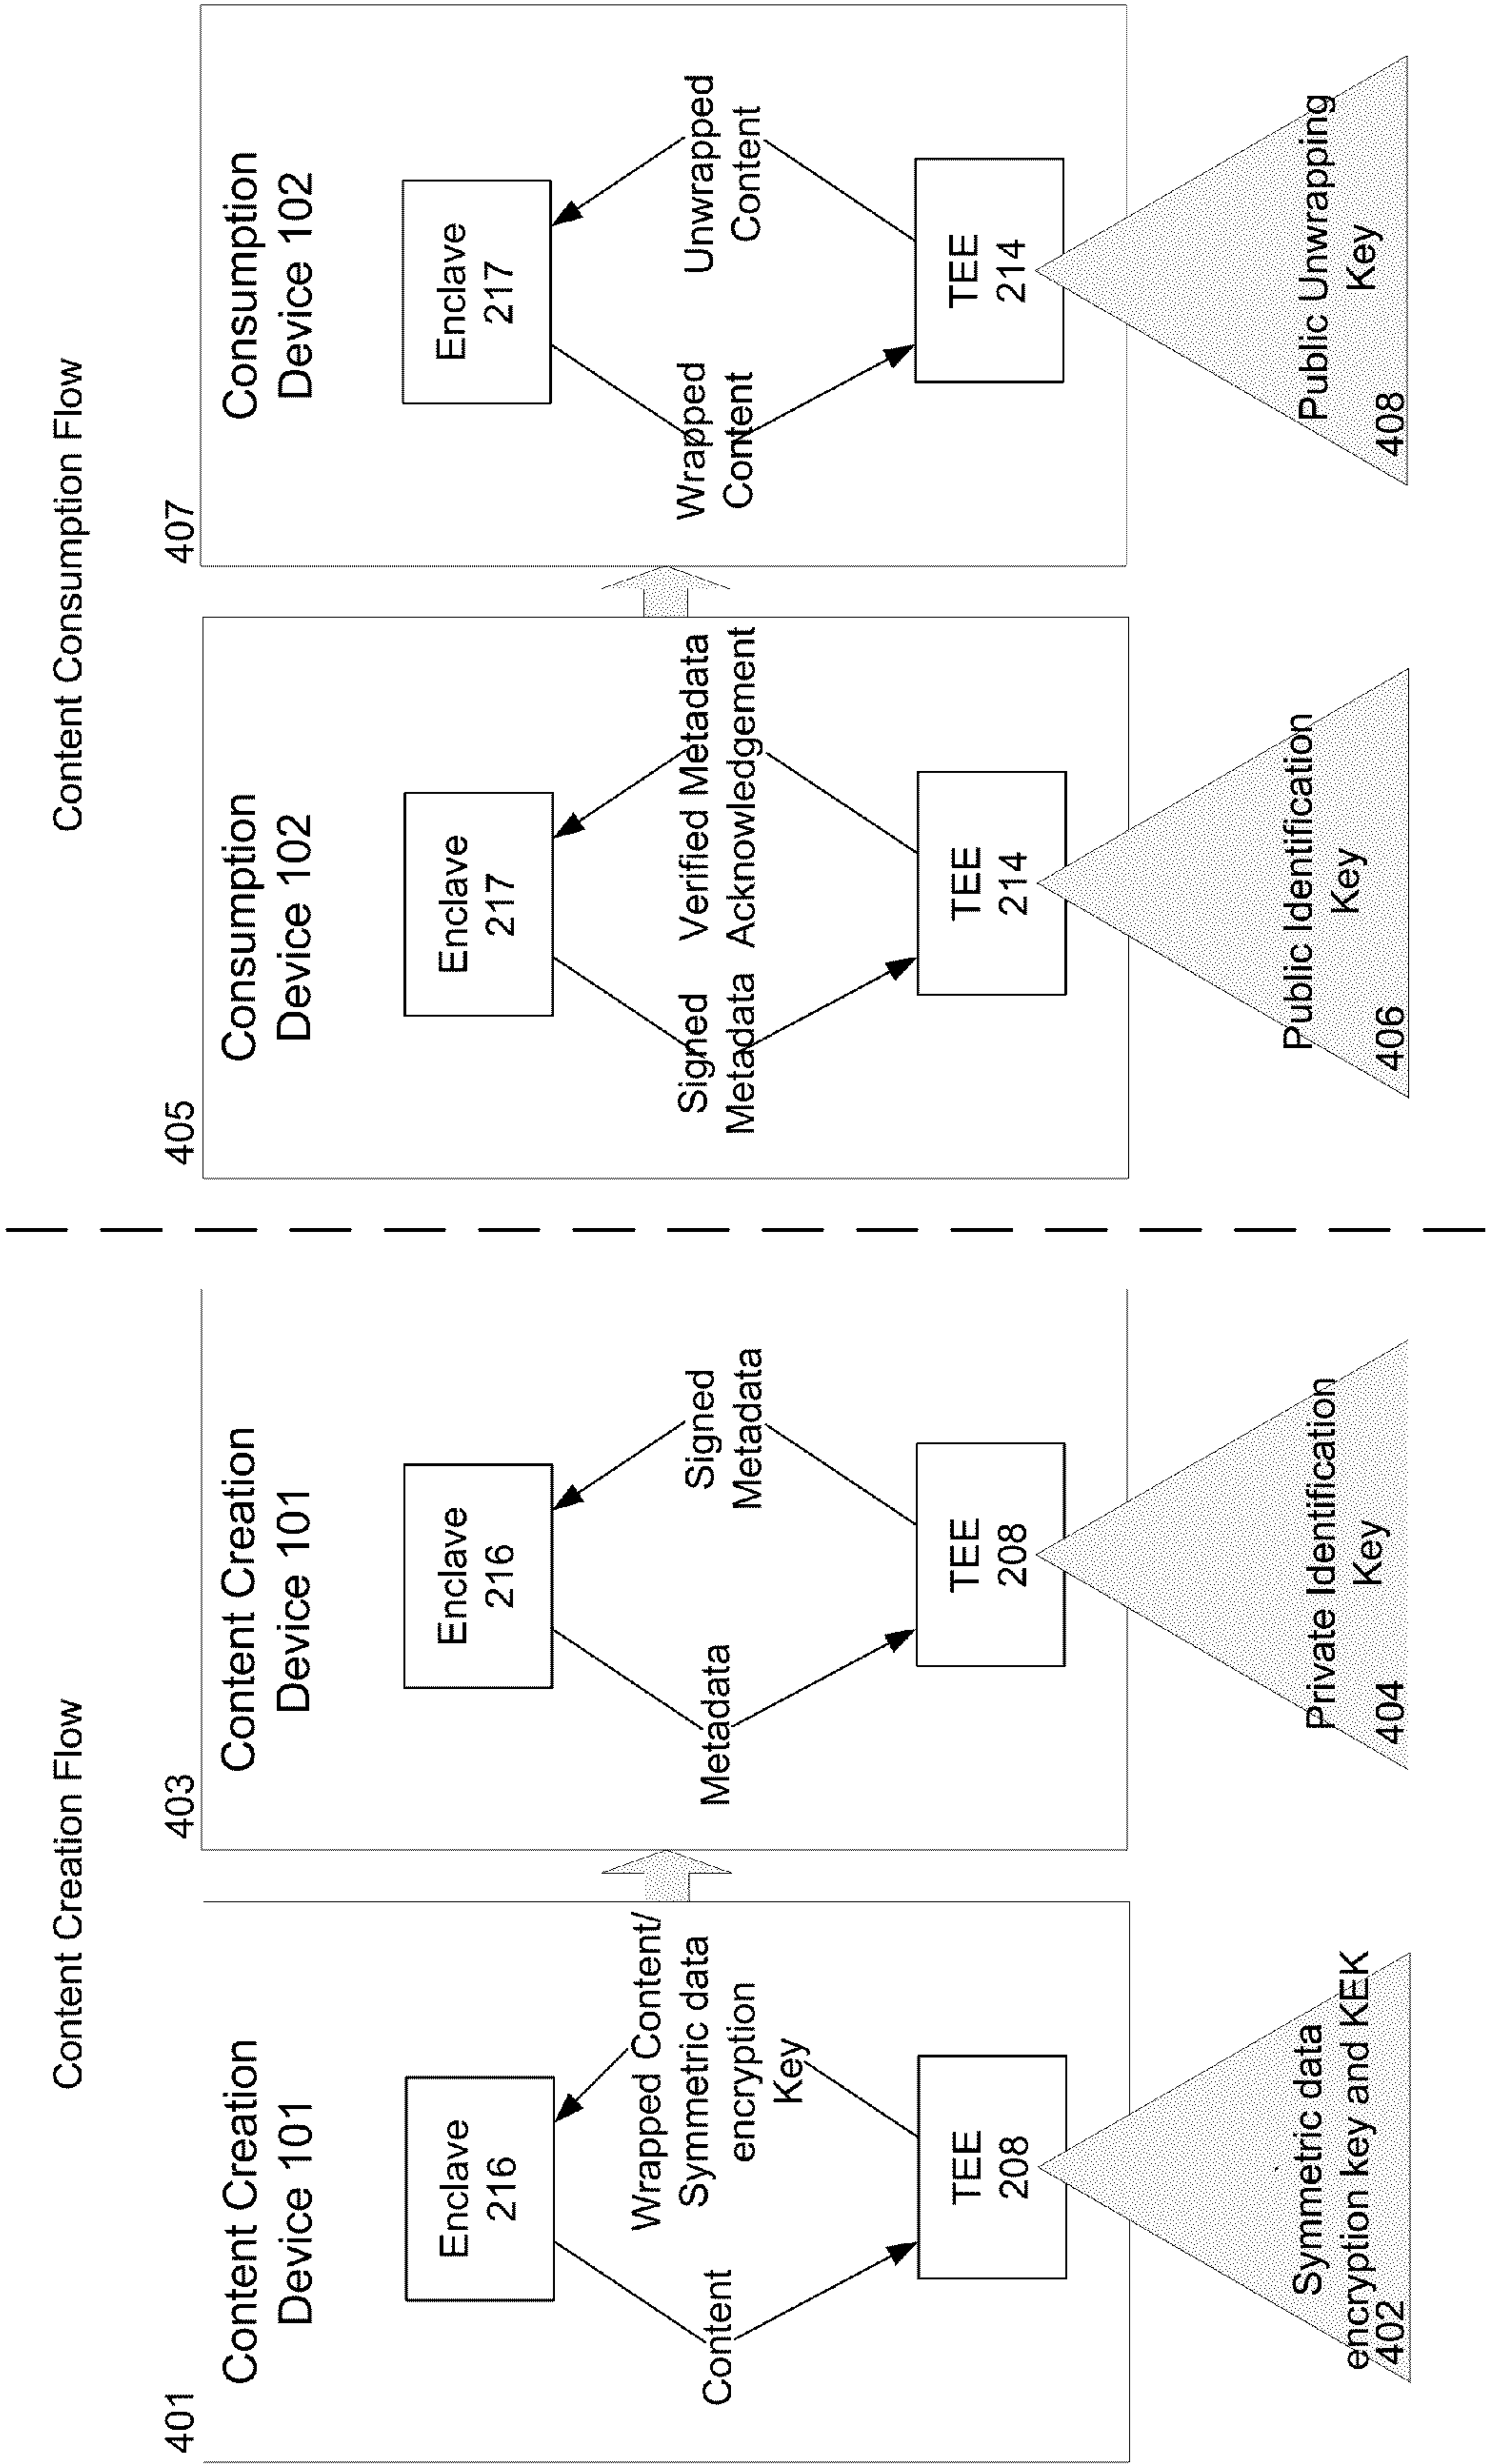 Content Creation Flow
401
Content Creation
Device 101
Enclave
216
Content
Wrapped Content/
Symmetric data
encryption
Key
TEE
208
Symmetric data
encryption key and KEK
402
403
Content Creation
Device 101
Enclave
216
Metadata
Signed
Metadata
TEE
208
Private Identification
Key
404
Content Consumption Flow
405
Consumption
Device 102
Enclave
217
Signed
Metadata
Verified Metadata
Acknowledgement
TEE
214
Public Identification
Key
406
407
Consumption
Device 102
Enclave
217
Wrapped
Content
Unwrapped
Content
TEE
214
Public Unwrapping
Key
408